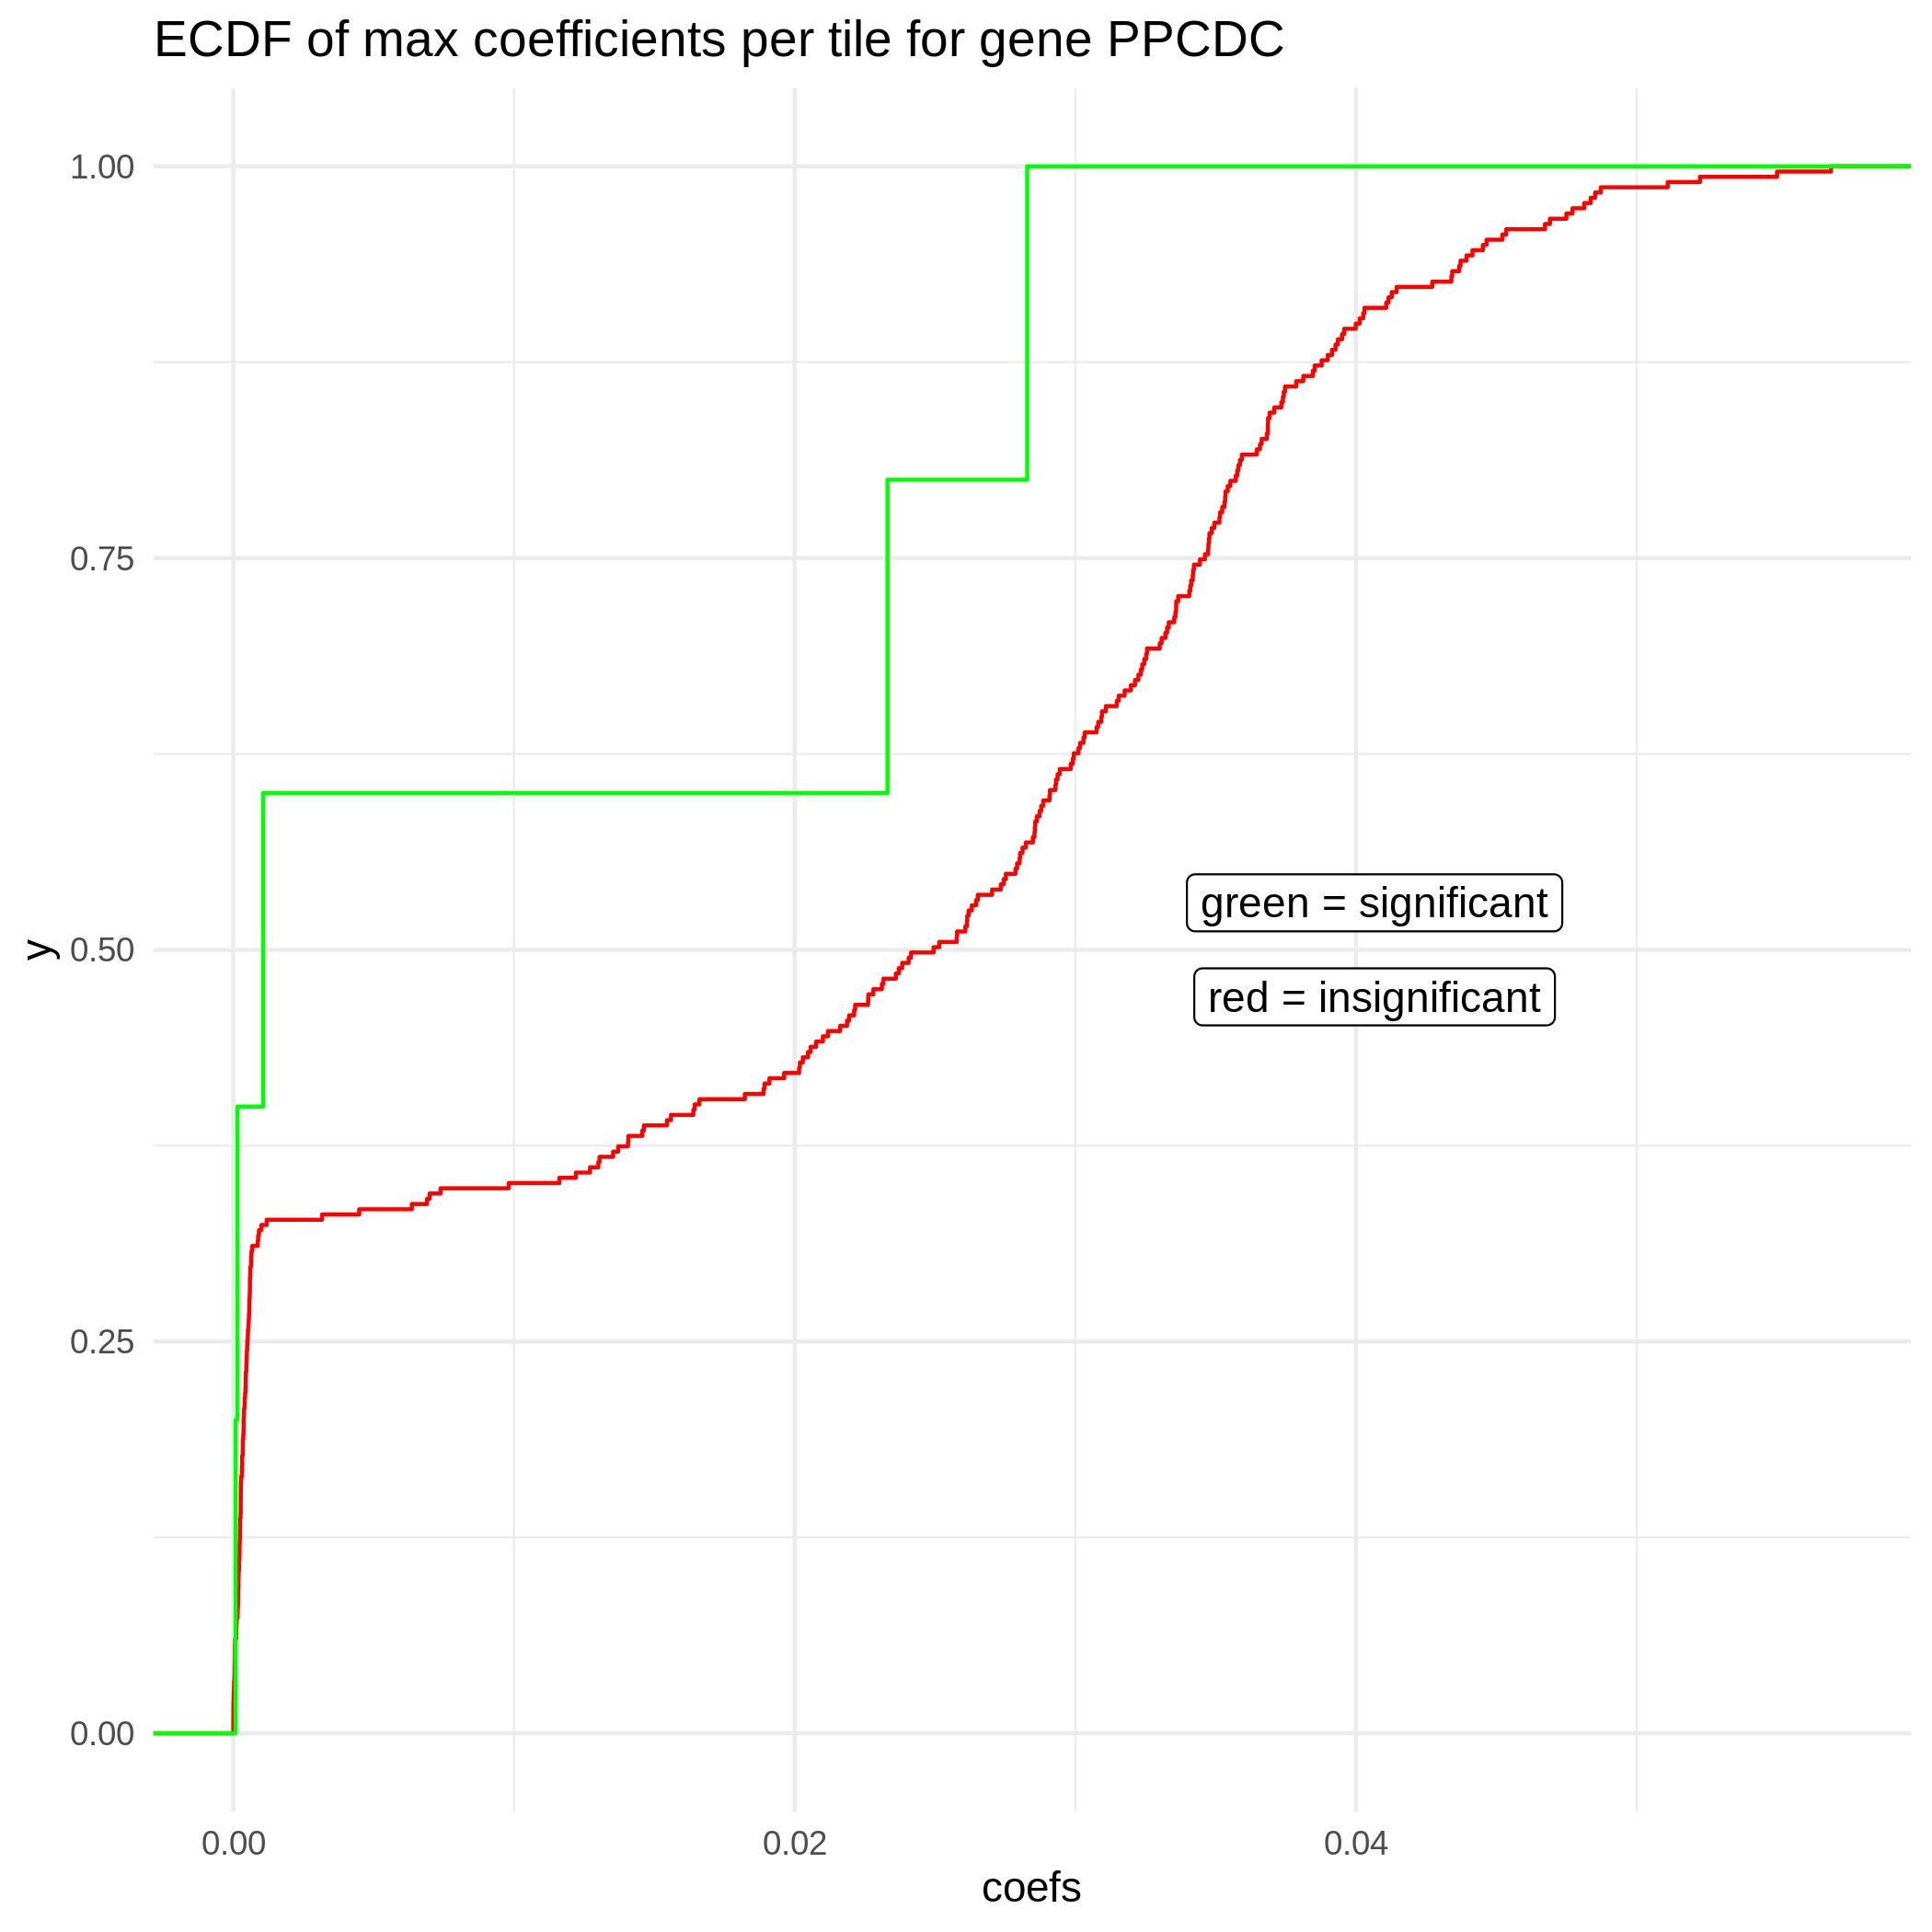 ECDF of max coefficients per tile for gene PPCDC
1.00
0.75
0.50
0.25
0.00
y
green = significant
red = insignificant
0.00 0.02 0.04
coefs